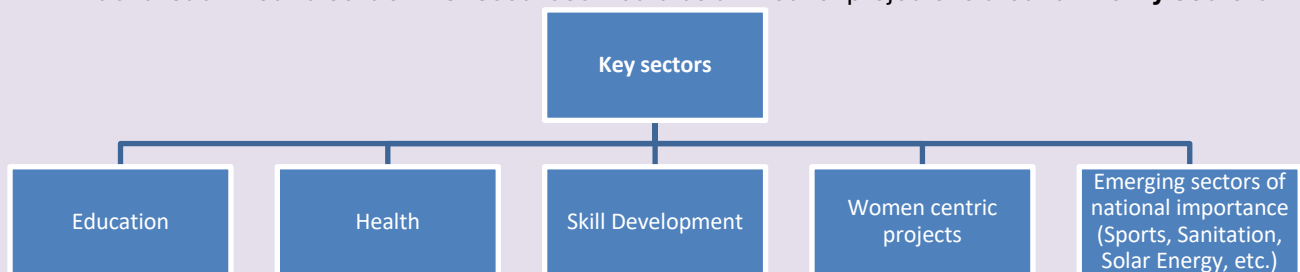 Key sectors
Education
Health
Skill Development
Women centric
projects
Emerging sectors of
national importance
(Sports, Sanitation,
Solar Energy, etc.)